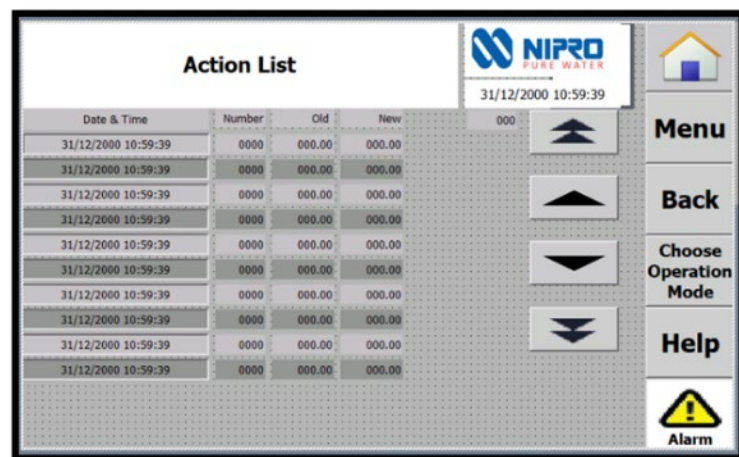 Action List
NIPRO
PURE WATER
31/12/2000 10:59:39
Date & Time Number Old New 000
31/12/2000 10:59:39 0000 000.00 000.00
31/12/2000 10:59:39 0000 000.00 000.00
31/12/2000 10:59:39 0000 000.00 000.00
31/12/2000 10:59:39 0000 000.00 000.00
31/12/2000 10:59:39 0000 000.00 000.00
31/12/2000 10:59:39 0000 000.00 000.00
31/12/2000 10:59:39 0000 000.00 000.00
31/12/2000 10:59:39 0000 000.00 000.00
31/12/2000 10:59:39 0000 000.00 000.00
31/12/2000 10:59:39 0000 000.00 000.00
Menu
Back
Choose
Operation
Mode
Help
Alarm